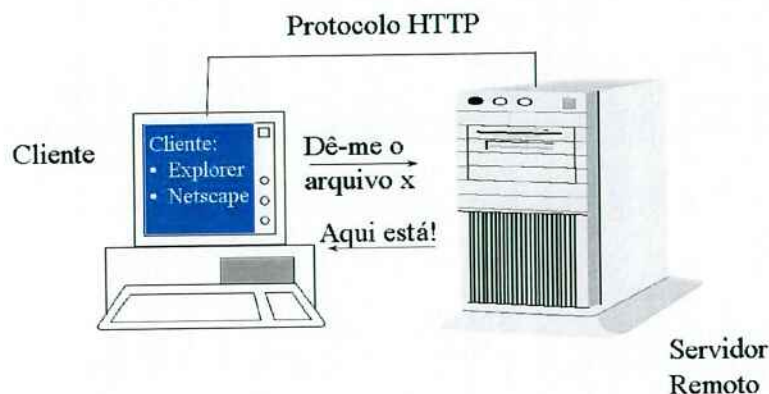 Protocolo HTTP
Cliente
Cliente:
• Explorer
• Netscape
Dê-me o
arquivo x
Aqui está!
Servidor
Remoto